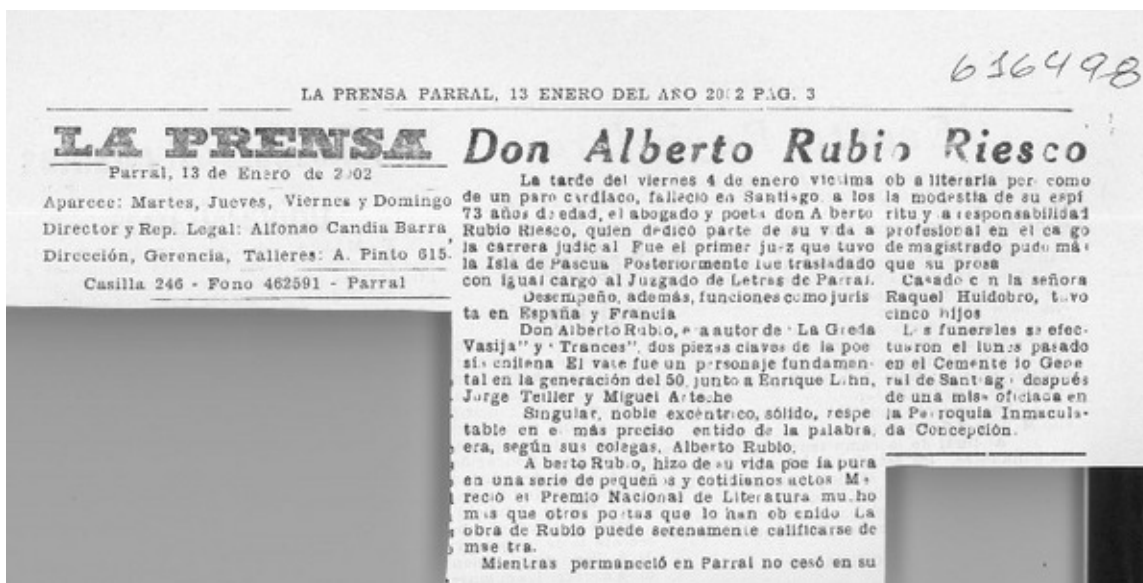 616498
LA PRENSA PARRAL, 13 ENERO DEL AÑO 2002 PAG. 3
LA PRENSA
Parral, 13 de Enero de 2002
Aparece: Martes, Jueves, Viernes y Domingo
Director y Rep. Legal: Alfonso Candia Barra
Dirección, Gerencia, Talleres: A. Pinto 615.
Casilla 246 - Fono 462591 - Parral
Don Alberto Rubio Riesco
La tarde del viernes 4 de enero víctima
de un paro cardíaco, falleció en Santiago, a los
73 años de edad, el abogado y poeta don Alberto
Rubio Riesco, quien dedicó parte de su vida a
la carrera judicial Fue el primer juez que tuvo
la Isla de Pascua Posteriormente fue trasladado
con igual cargo al Juzgado de Letras de Parral.
Desempeño, además, funciones como juris
ta en España y Francia
Don Alberto Rubio, era autor de "La Greda
Vasija" y "Trances", dos piezas claves de la poe
sía chilena El vate fue un personaje fundamen-
tal en la generación del 50, junto a Enrique Lihn,
Jorge Teillier y Miguel Arteche
Singular, noble excéntrico, sólido, respe
table en el más preciso sentido de la palabra,
era, según sus colegas, Alberto Rubio.
Alberto Rubio, hizo de su vida poesía pura
en una serie de pequeños y cotidianos actos Me
reció el Premio Nacional de Literatura mucho
más que otros poetas que lo han obtenido La
obra de Rubio puede serenamente calificarse de
maestra.
Mientras permaneció en Parral no cesó en su
obra literaria pero como
la modestia de su espí
ritu y la responsabilidad
profesional en el cargo
de magistrado pudo más
que su prosa
Casado con la señora
Raquel Huidobro, tuvo
cinco hijos
Los funerales se efec-
tuaron el lunes pasado
en el Cementerio Gene
ral de Santiago después
de una misa oficiada en
la Parroquia Inmacula-
da Concepción.